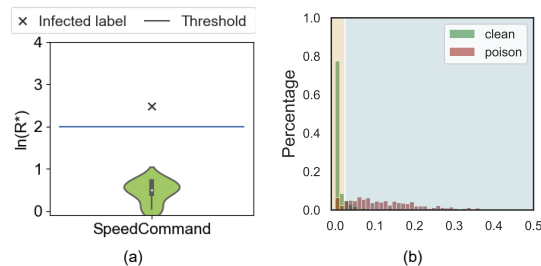 Infected label
Threshold
4
3
2
1
0
ln(R*)
SpeedCommand
(a)
1.0
0.8
0.6
0.4
0.2
0.0
Percentage
clean
poison
0.0 0.1 0.2 0.3 0.4 0.5
(b)